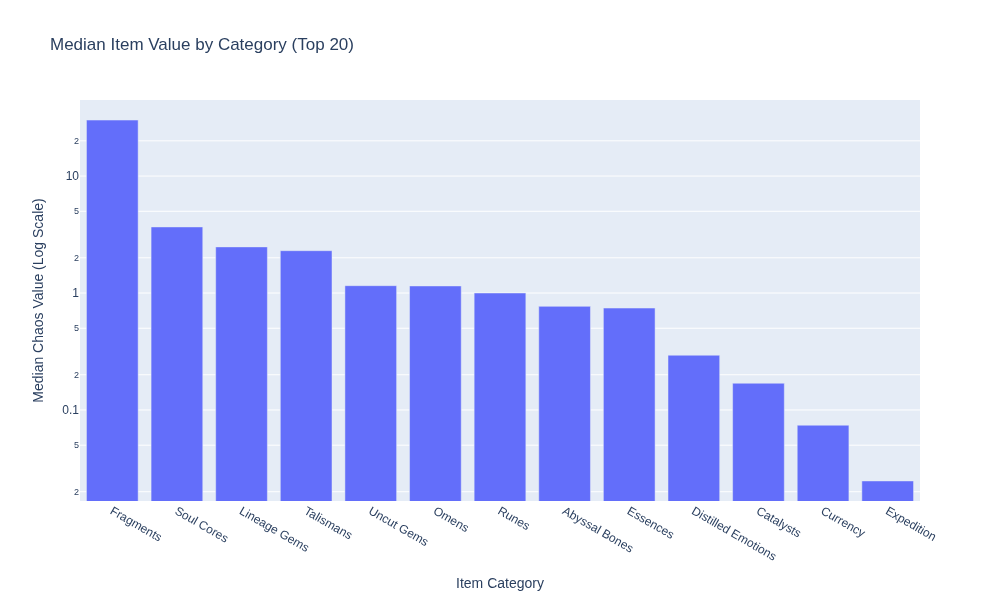 Median Item Value by Category (Top 20)
Median Chaos Value (Log Scale)
2
10
5
2
1
5
2
0.1
5
2
Fragments
Soul Cores
Lineage Gems
Talismans
Uncut Gems
Omens
Runes
Abyssal Bones
Essences
Distilled Emotions
Catalysts
Currency
Expedition
Item Category